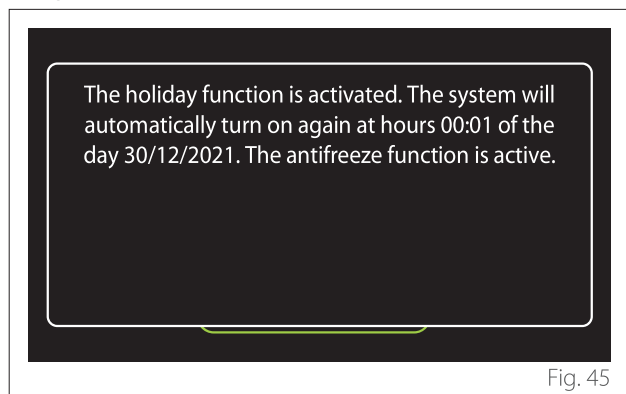 The holiday function is activated. The system will
automatically turn on again at hours 00:01 of the
day 30/12/2021. The antifreeze function is active.
Fig. 45